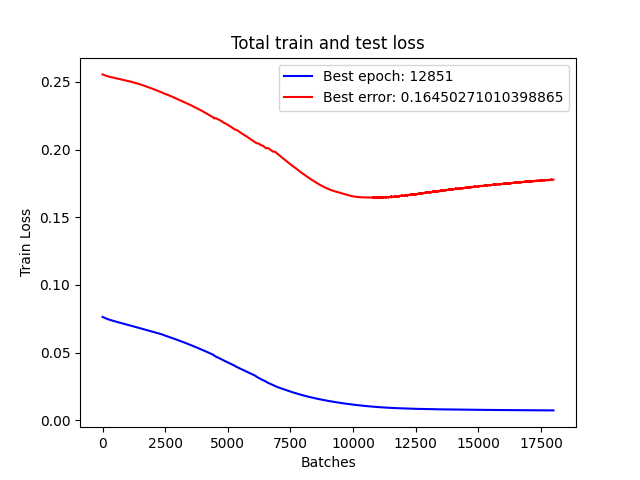 Total train and test loss
Best epoch: 12851
Best error: 0.16450271010398865
Train Loss
0.25
0.20
0.15
0.10
0.05
0.00
0 2500 5000 7500 10000 12500 15000 17500
Batches